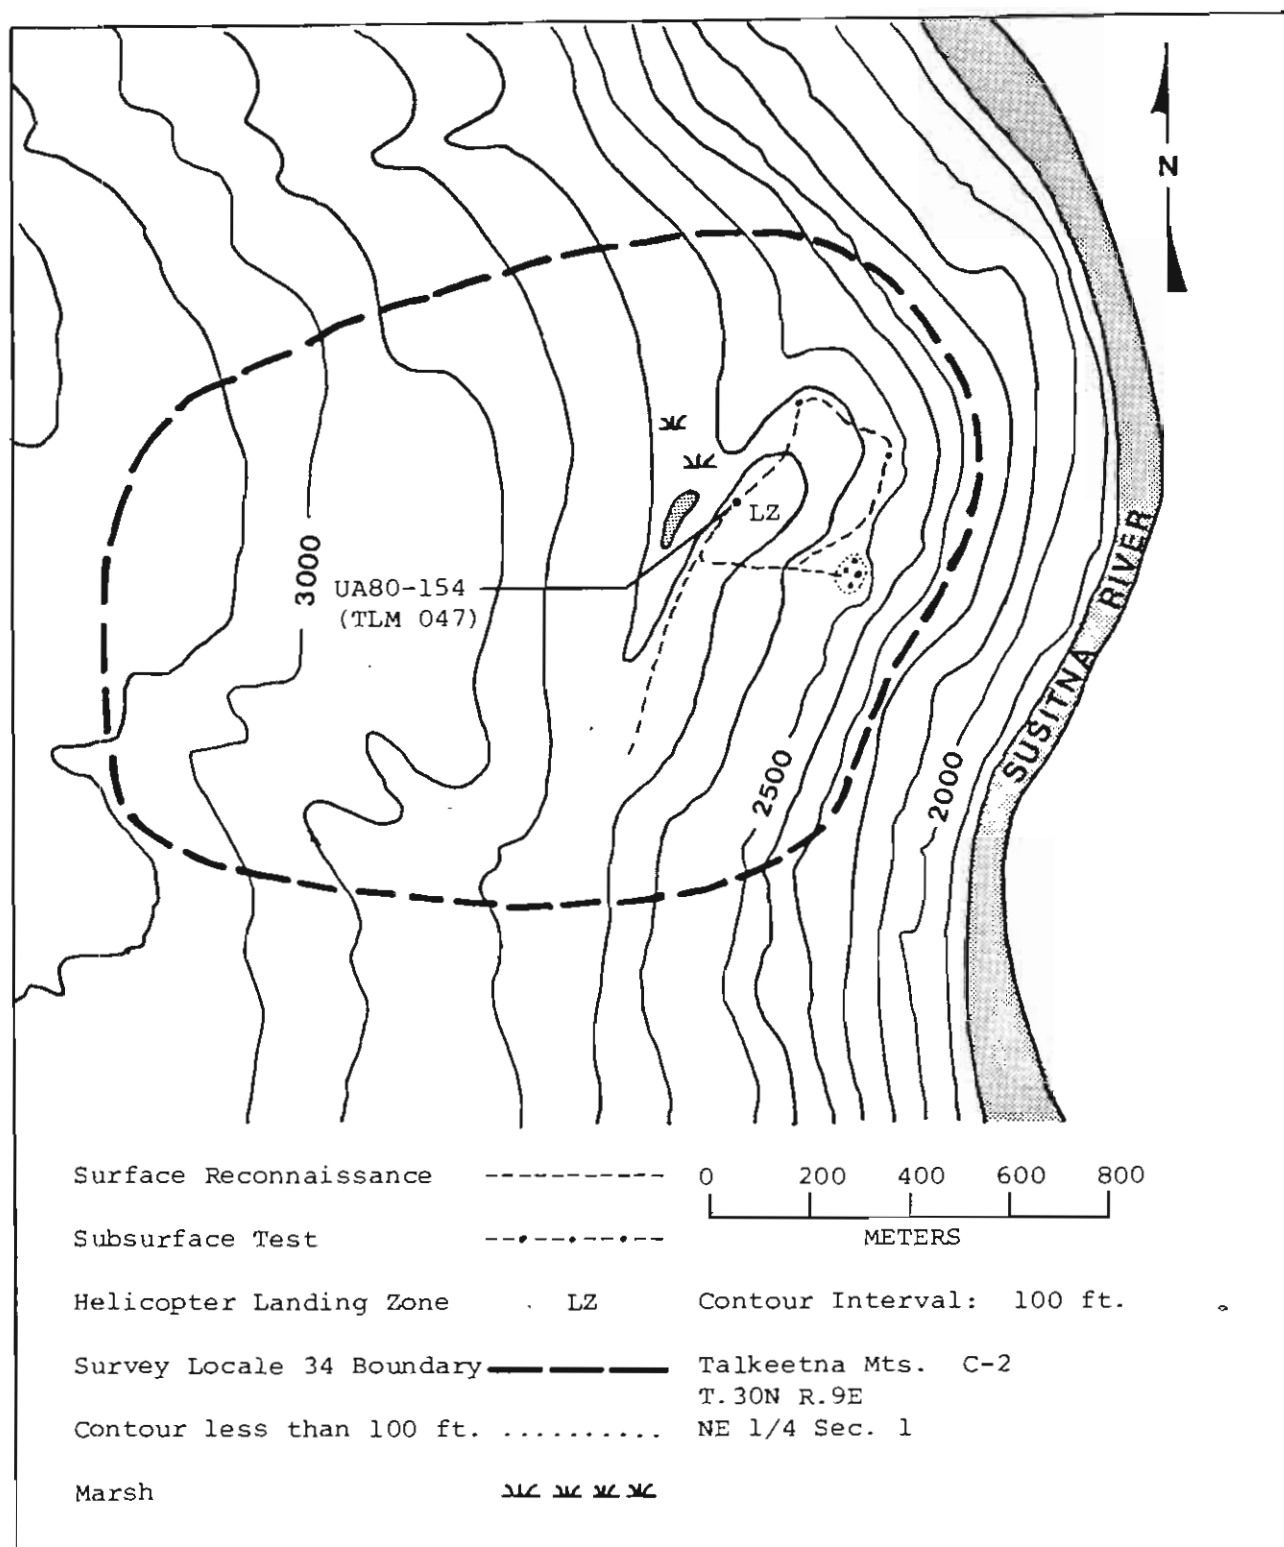 N
3000
UA80-154
(TLM 047)
LZ
2500
2000
SUSITNA RIVER
Surface Reconnaissance
Subsurface Test
Helicopter Landing Zone LZ
Survey Locale 34 Boundary
Contour less than 100 ft.
Marsh
0 200 400 600 800
METERS
Contour Interval: 100 ft.
Talkeetna Mts. C-2
T.30N R.9E
NE 1/4 Sec. 1